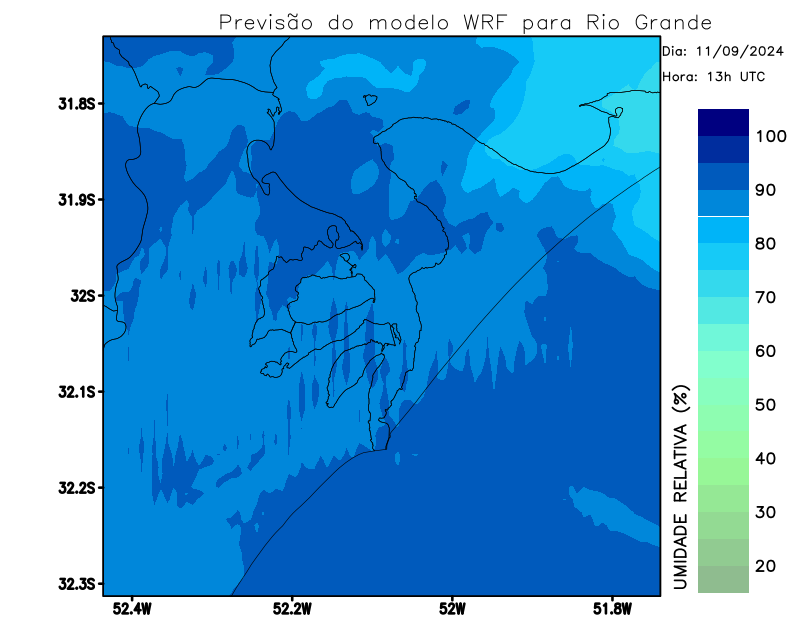 Previsão do modelo WRF para Rio Grande
Dia: 11/09/2024
Hora: 13h UTC
31.8S
31.9S
32S
32.1S
32.2S
32.3S
52.4W
52.2W
52W
51.8W
100
90
80
70
60
50
40
30
20
UMIDADE RELATIVA (%)